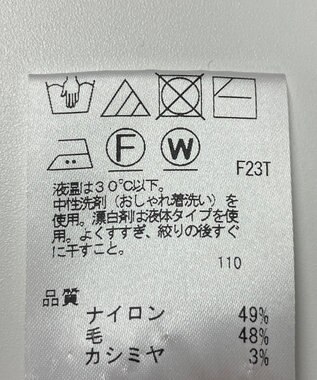 F W
F23T
液温は30℃以下。
中性洗剤（おしゃれ着洗い）を
使用。漂白剤は液体タイプを使
用。よくすすぎ、絞りの後すぐ
に干すこと。
110
品質
ナイロン 49%
毛 48%
カシミヤ 3%